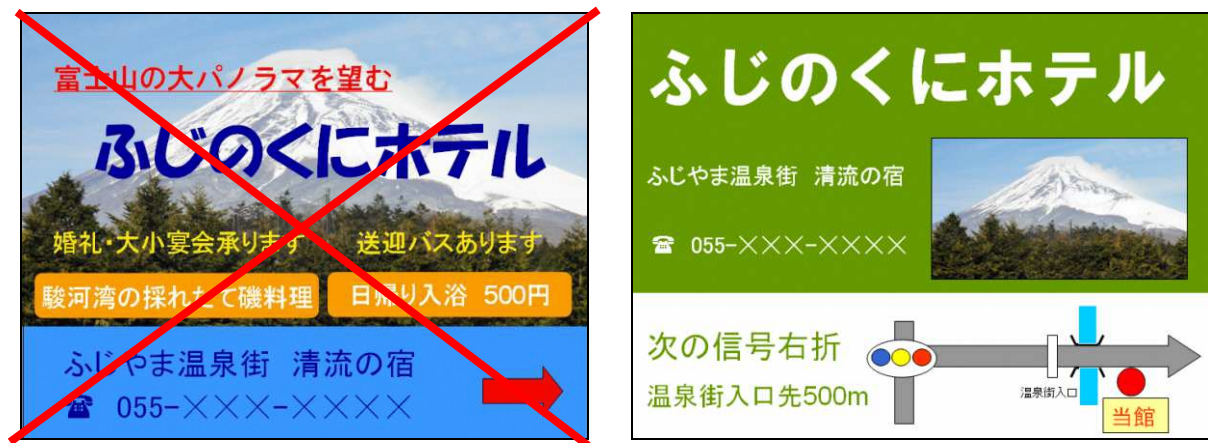 富士山の大パノラマを望む
ふじのくにホテル
婚礼・大小宴会承ります 送迎バスあります
駿河湾の採れたて磯料理 日帰り入浴 500円
ふじやま温泉街 清流の宿
☎ 055-×××-××××
ふじのくにホテル
ふじやま温泉街 清流の宿
☎ 055-×××-××××
次の信号右折
温泉街入口先500m
温泉街入口
当館